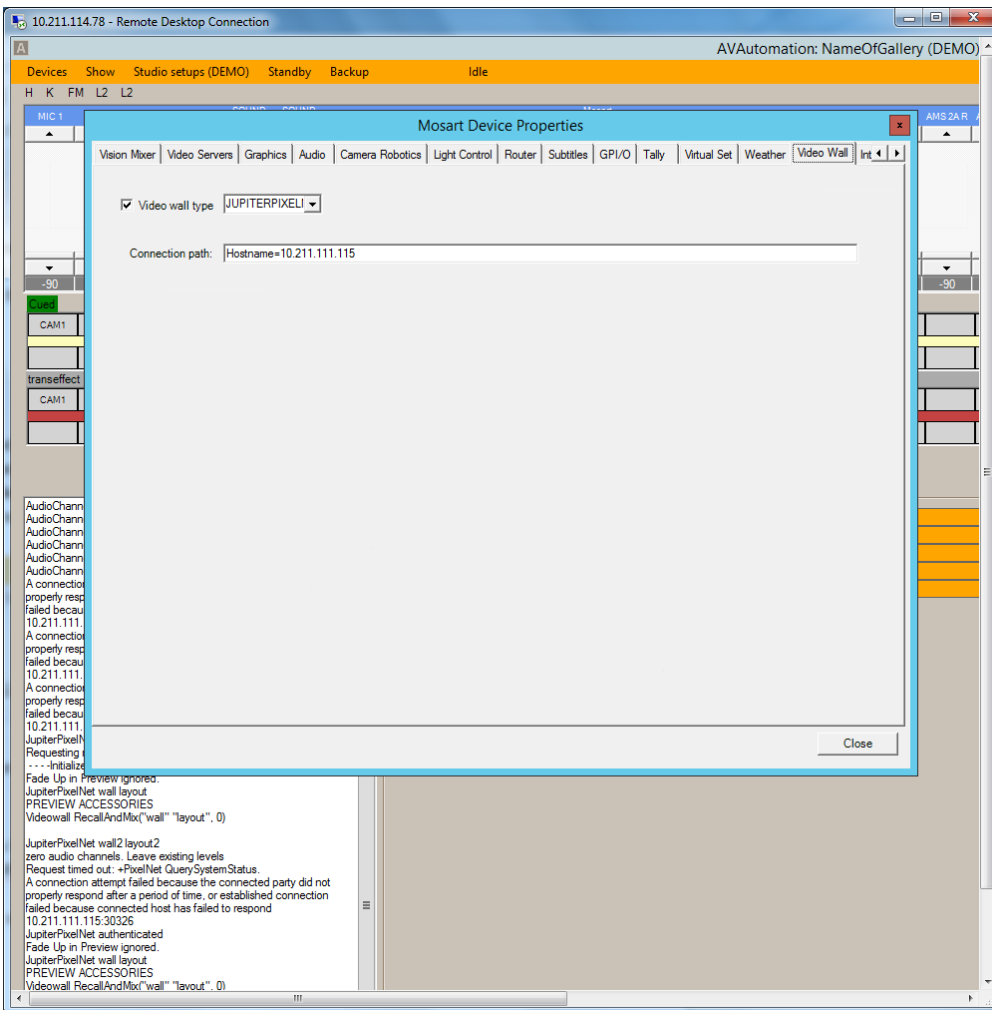 10.211.114.78 - Remote Desktop Connection
A
AVAutomation: NameOfGallery (DEMO)
Devices Show Studio setups (DEMO) Standby Backup Idle
H K FM L2 L2
MIC 1
AMS 2A R
Mosart Device Properties
x
Vision Mixer Video Servers Graphics Audio Camera Robotics Light Control Router Subtitles GPI/O Tally Virtual Set Weather Video Wall Int
Video wall type JUPITERPIXELI
Connection path: Hostname=10.211.111.115
-90 -90
Cued
CAM1
transeffect
CAM1
AudioChann
AudioChann
AudioChann
AudioChann
AudioChann
AudioChann
A connection
properly resp
failed becau
10.211.111.
A connection
properly resp
failed becau
10.211.111.
A connection
properly resp
failed becau
10.211.111.
JupiterPixelN
Requesting
- - - -Initialize
Close
Fade Up in Preview ignored.
JupiterPixelNet wall layout
PREVIEW ACCESSORIES
Videowall RecallAndMix("wall" "layout", 0)
JupiterPixelNet wall2 layout2
zero audio channels. Leave existing levels
Request timed out: +PixelNet QuerySystemStatus.
A connection attempt failed because the connected party did not
properly respond after a period of time, or established connection
failed because connected host has failed to respond
10.211.111.115:30326
JupiterPixelNet authenticated
Fade Up in Preview ignored.
JupiterPixelNet wall layout
PREVIEW ACCESSORIES
Videowall RecallAndMix("wall" "layout", 0)